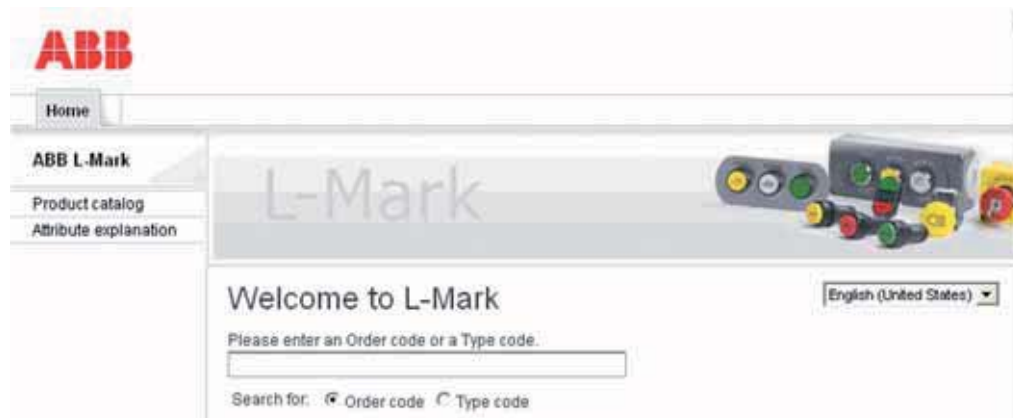 ABB
Home
ABB L-Mark
L-Mark
Product catalog
Attribute explanation
Welcome to L-Mark
English (United States)
Please enter an Order code or a Type code.
Search for: Order code Type code